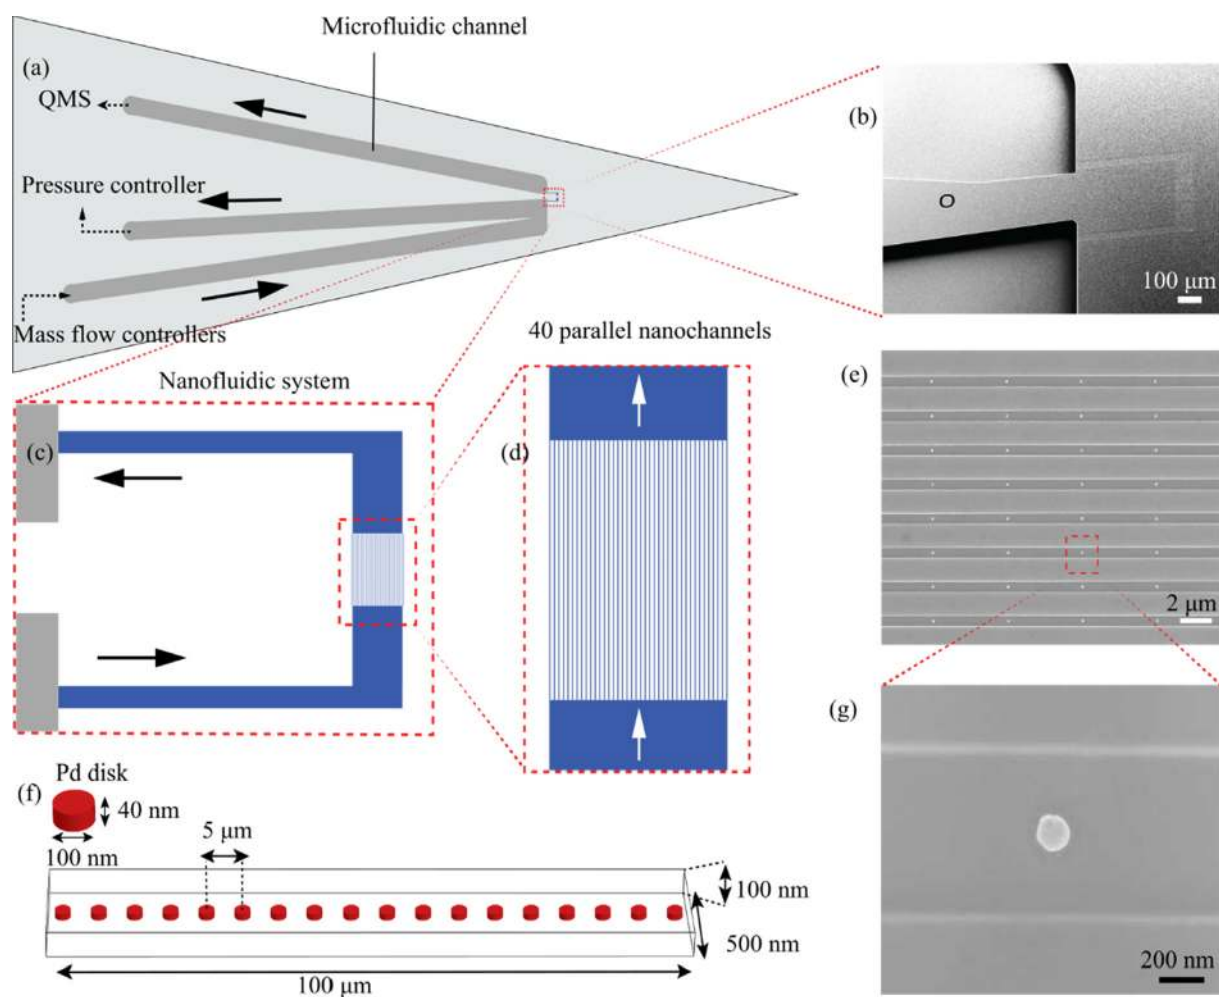 Microfluidic channel
(a)
QMS
(b)
Pressure controller
100 μm
Mass flow controllers
40 parallel nanochannels
Nanofluidic system
(e)
(c)
(d)
2 μm
(g)
Pd disk
(f)
40 nm
5 μm
100 nm
100 nm
500 nm
200 nm
100 μm